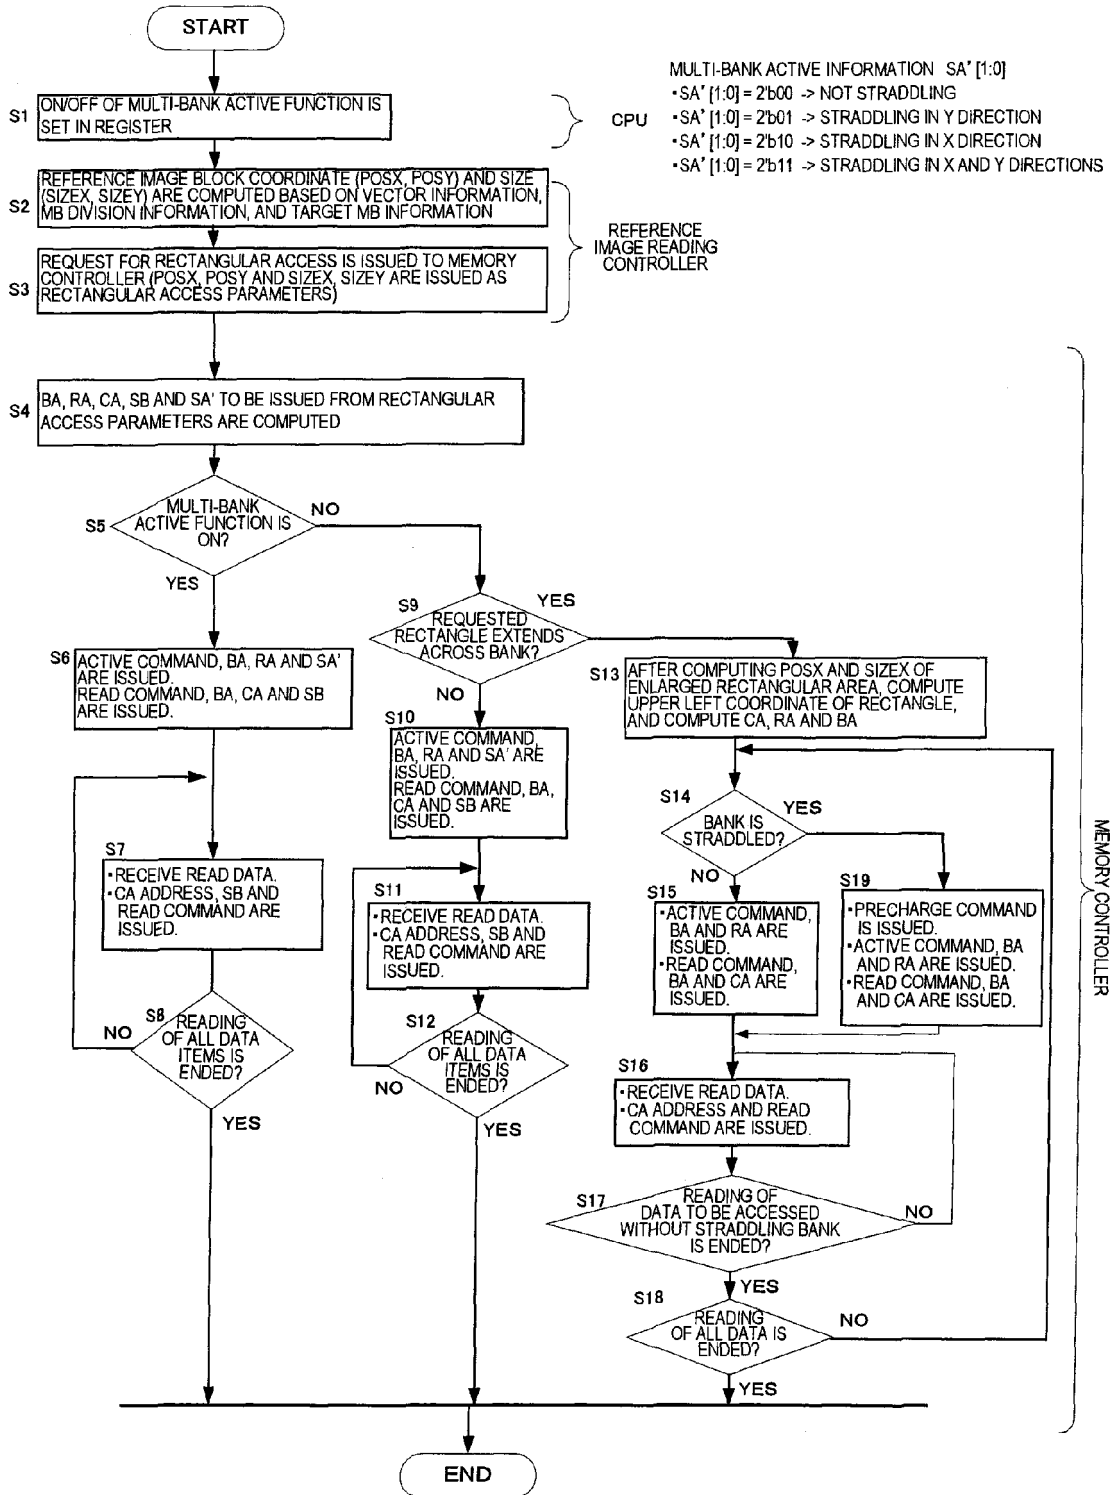 START
MULTI-BANK ACTIVE INFORMATION SA' [1:0]
・SA' [1:0] = 2'b00 -> NOT STRADDLING
・SA' [1:0] = 2'b01 -> STRADDLING IN Y DIRECTION
・SA' [1:0] = 2'b10 -> STRADDLING IN X DIRECTION
・SA' [1:0] = 2'b11 -> STRADDLING IN X AND Y DIRECTIONS
S1
ON/OFF OF MULTI-BANK ACTIVE FUNCTION IS
SET IN REGISTER
CPU
S2
REFERENCE IMAGE BLOCK COORDINATE (POSX, POSY) AND SIZE
(SIZEX, SIZEY) ARE COMPUTED BASED ON VECTOR INFORMATION,
MB DIVISION INFORMATION, AND TARGET MB INFORMATION
REFERENCE
IMAGE READING
CONTROLLER
S3
REQUEST FOR RECTANGULAR ACCESS IS ISSUED TO MEMORY
CONTROLLER (POSX, POSY AND SIZEX, SIZEY ARE ISSUED AS
RECTANGULAR ACCESS PARAMETERS)
S4
BA, RA, CA, SB AND SA' TO BE ISSUED FROM RECTANGULAR
ACCESS PARAMETERS ARE COMPUTED
S5
MULTI-BANK
ACTIVE FUNCTION IS
ON?
NO
YES
S9
REQUESTED
RECTANGLE EXTENDS
ACROSS BANK?
YES
NO
S6
ACTIVE COMMAND, BA, RA AND SA'
ARE ISSUED.
READ COMMAND, BA, CA AND SB
ARE ISSUED.
S13
AFTER COMPUTING POSX AND SIZEX OF
ENLARGED RECTANGULAR AREA, COMPUTE
UPPER LEFT COORDINATE OF RECTANGLE,
AND COMPUTE CA, RA AND BA
S10
ACTIVE COMMAND,
BA, RA AND SA' ARE
ISSUED.
READ COMMAND, BA,
CA AND SB ARE
ISSUED.
S14
BANK IS
STRADDLED?
YES
NO
S7
・RECEIVE READ DATA.
・CA ADDRESS, SB AND
READ COMMAND ARE
ISSUED.
S11
・RECEIVE READ DATA.
・CA ADDRESS, SB AND
READ COMMAND ARE
ISSUED.
S15
・ACTIVE COMMAND,
BA AND RA ARE
ISSUED.
・READ COMMAND,
BA AND CA ARE
ISSUED.
S19
・PRECHARGE COMMAND
IS ISSUED.
・ACTIVE COMMAND, BA
AND RA ARE ISSUED.
・READ COMMAND, BA
AND CA ARE ISSUED.
MEMORY CONTROLLER
S8
READING
OF ALL DATA
ITEMS IS
ENDED?
NO
YES
S12
READING
OF ALL DATA
ITEMS IS
ENDED?
NO
YES
S16
・RECEIVE READ DATA.
・CA ADDRESS AND READ
COMMAND ARE ISSUED.
S17
READING OF
DATA TO BE ACCESSED
WITHOUT STRADDLING BANK
IS ENDED?
NO
YES
S18
READING
OF ALL DATA IS
ENDED?
NO
YES
END